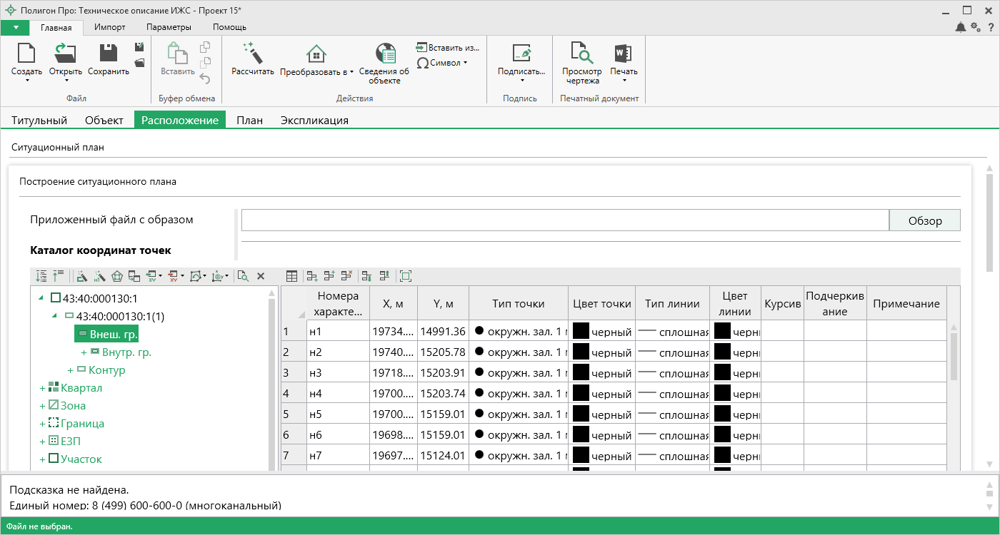 Полигон Про: Техническое описание ИЖС - Проект 15*
Главная Импорт Параметры Помощь
Создать Открыть Сохранить Вставить Рассчитать Преобразовать в Сведения об объекте Вставить из... Символ Подписать... Просмотр чертежа Печать
Файл Буфер обмена Действия Подпись Печатный документ
Титульный Объект Расположение План Экспликация
Ситуационный план
Построение ситуационного плана
Приложенный файл с образом Обзор
Каталог координат точек
43:40:000130:1
43:40:000130:1(1)
Внеш. гр.
+ Внутр. гр.
+ Контур
+ Квартал
+ Зона
+ Граница
+ ЕЗП
+ Участок
Номера характе... X, м Y, м Тип точки Цвет точки Тип линии Цвет линии Курсив Подчеркивание Примечание
1 н1 19734.... 14991.36 окружн. зал. 1 черный сплошная черн
2 н2 19740.... 15205.78 окружн. зал. 1 черный сплошная черн
3 н3 19718.... 15203.91 окружн. зал. 1 черный сплошная черн
4 н4 19700.... 15203.74 окружн. зал. 1 черный сплошная черн
5 н5 19700.... 15159.01 окружн. зал. 1 черный сплошная черн
6 н6 19698.... 15159.01 окружн. зал. 1 черный сплошная черн
7 н7 19697.... 15124.01 окружн. зал. 1 черный сплошная черн
Подсказка не найдена.
Единый номер: 8 (499) 600-600-0 (многоканальный)
Файл не выбран.